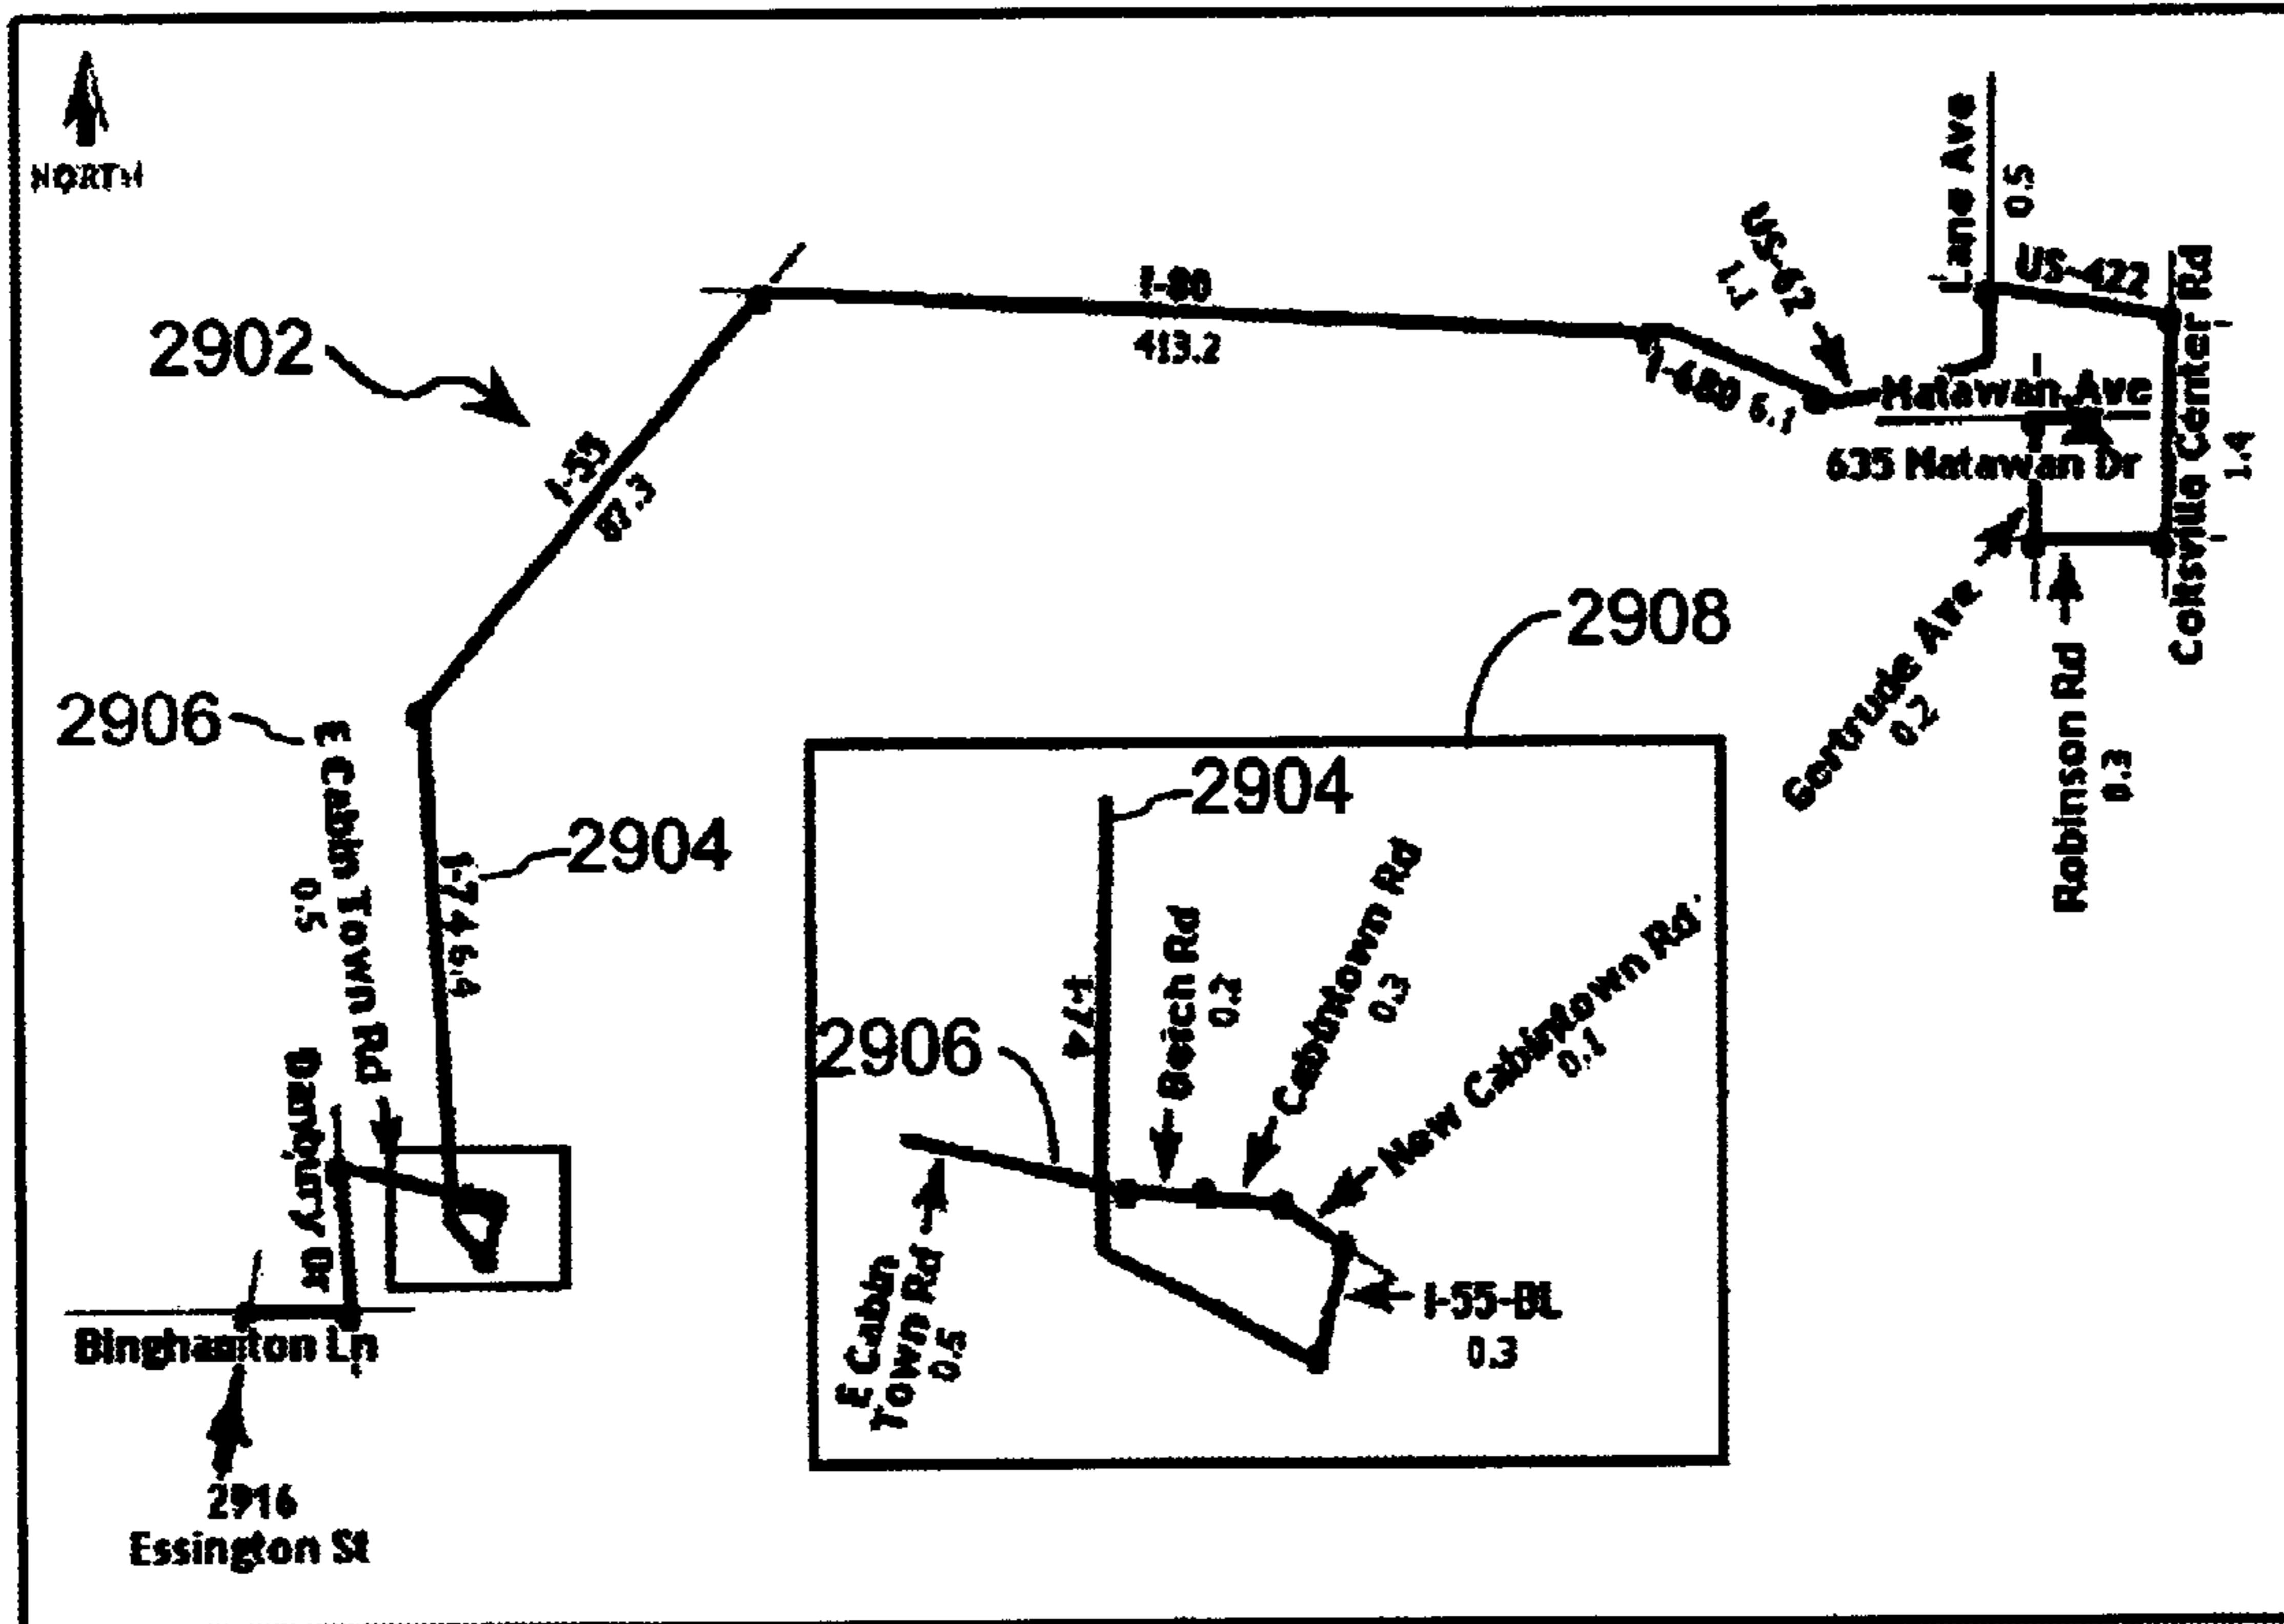 NORTH
2902
I-80
413.2
US-62
1.1
Lane Ave
0.5
US-422
I-680 6.1
Matawan Ave
635 Matawan Dr
Coitsville Center Rd
1.4
I-55
87.3
Gertrude Ave
0.2
Robinson Rd
0.3
2908
2906
E Cabin Town Rd
0.5
2904
I-74 6.4
Danbury Dr
Binghamton Ln
2916
Essington St
2904
I-74
2906
Beich Rd
0.2
Cabintown Rd
0.3
New Cabintown Rd
0.1
E Cabin
Town Rd
0.5
I-55-BL
0.3